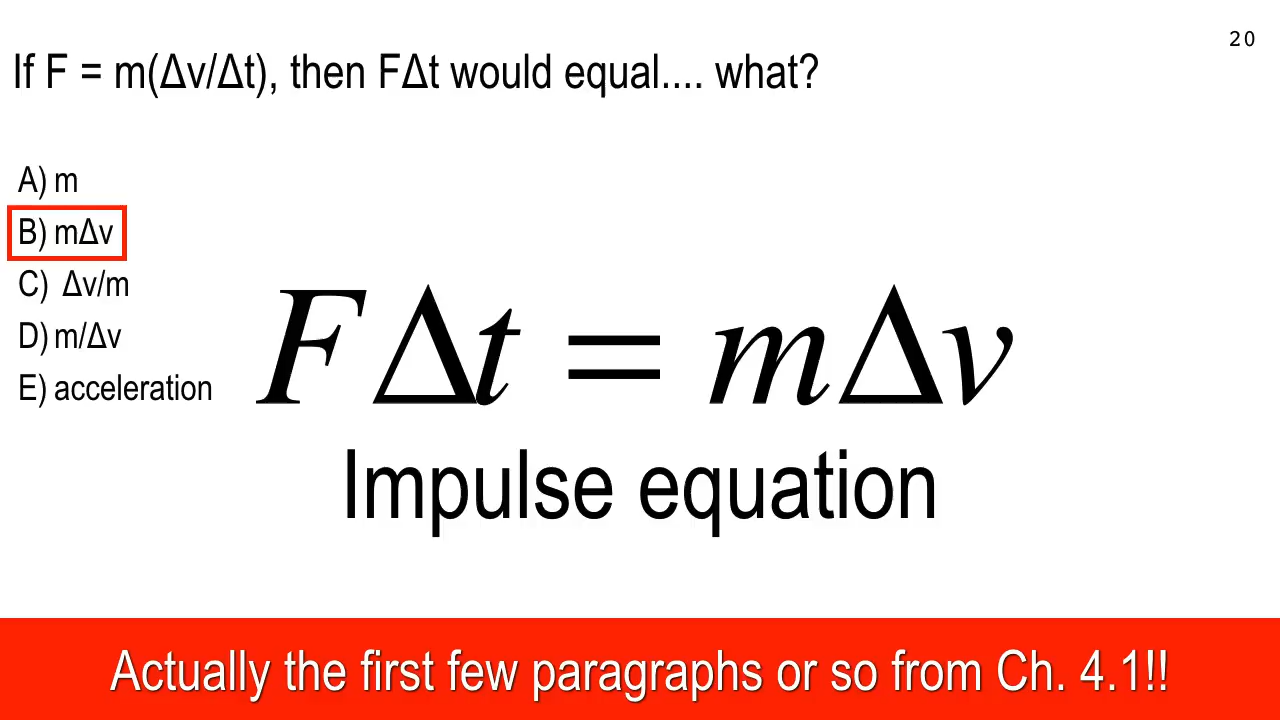 20
If F = m(Δv/Δt), then FΔt would equal.... what?
A) m
B) mΔv
C) Δv/m
D) m/Δv
E) acceleration
FΔt = mΔv
Impulse equation
Actually the first few paragraphs or so from Ch. 4.1!!